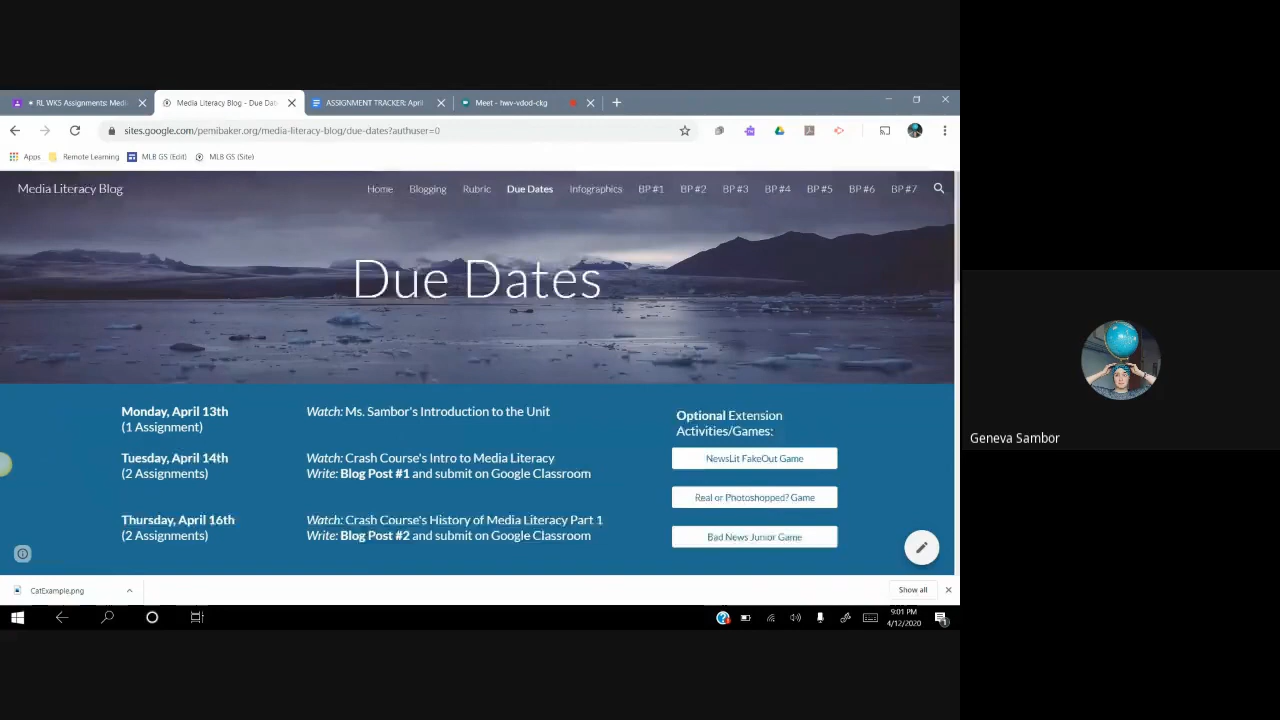 RL WKS Assignments: Medi
Media Literacy Blog - Due Dat
ASSIGNMENT TRACKER: April
Meet - hwv-vdod-ckg
sites.google.com/pemibaker.org/media-literacy-blog/due-dates?authuser=0
Apps
Remote Learning
MLB GS (Edit)
MLB GS (Site)
Media Literacy Blog
Home
Blogging
Rubric
Due Dates
Infographics
BP #1
BP #2
BP #3
BP #4
BP #5
BP #6
BP #7
Due Dates
Monday, April 13th
(1 Assignment)
Watch: Ms. Sambor's Introduction to the Unit
Tuesday, April 14th
(2 Assignments)
Watch: Crash Course's Intro to Media Literacy
Write: Blog Post #1 and submit on Google Classroom
Thursday, April 16th
(2 Assignments)
Watch: Crash Course's History of Media Literacy Part 1
Write: Blog Post #2 and submit on Google Classroom
Optional Extension
Activities/Games:
NewsLit FakeOut Game
Real or Photoshopped? Game
Bad News Junior Game
CatExample.png
Show all
9:01 PM
4/12/2020
Geneva Sambor